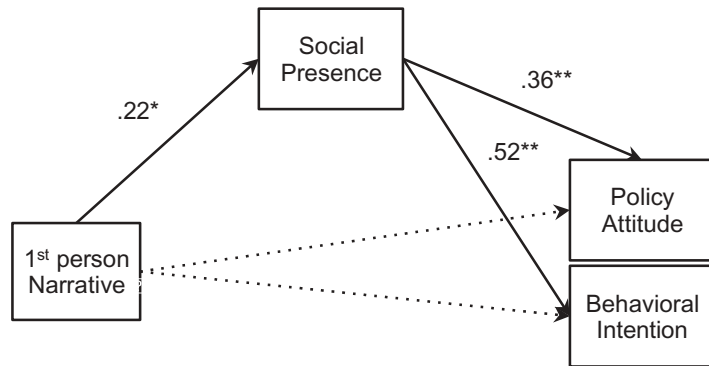 Social
Presence
.22*
.36**
.52**
Policy
Attitude
1st person
Narrative
Behavioral
Intention